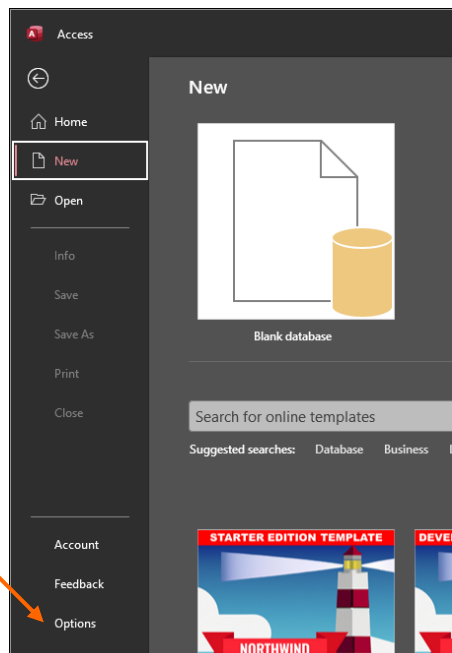 Access
Home
New
Open
Info
Save
Save As
Print
Close
Account
Feedback
Options
New
Blank database
Search for online templates
Suggested searches: Database Business
STARTER EDITION TEMPLATE
NORTHWIND
DEVE